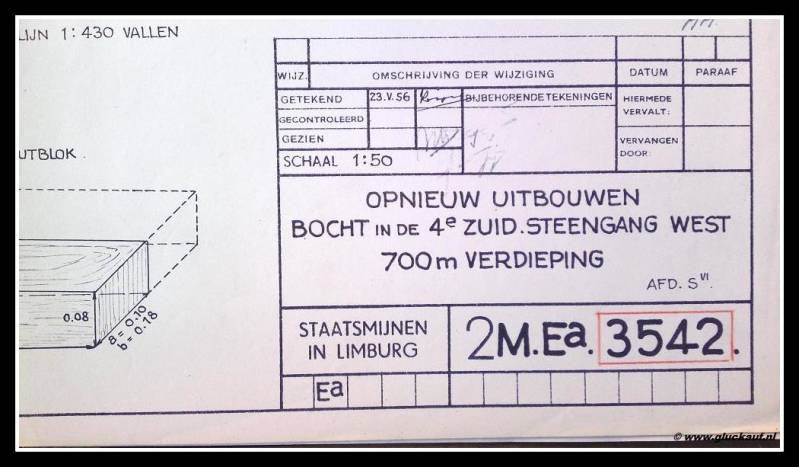 LIJN 1:430 VALLEN
WIJZ. OMSCHRIJVING DER WIJZIGING DATUM PARAAF
GETEKEND 23.V.56 BIJBEHORENDE TEKENINGEN HIERMEDE VERVALT:
GECONTROLEERD
GEZIEN VERVANGEN DOOR:
SCHAAL 1:50
UTBLOK.
OPNIEUW UITBOUWEN
BOCHT IN DE 4e ZUID. STEENGANG WEST
700m VERDIEPING
AFD. S VI.
0.08
a = 0.10
b = 0.18
STAATSMIJNEN
IN LIMBURG
2M.Ea. 3542.
Ea
© www.gluckauf.nl